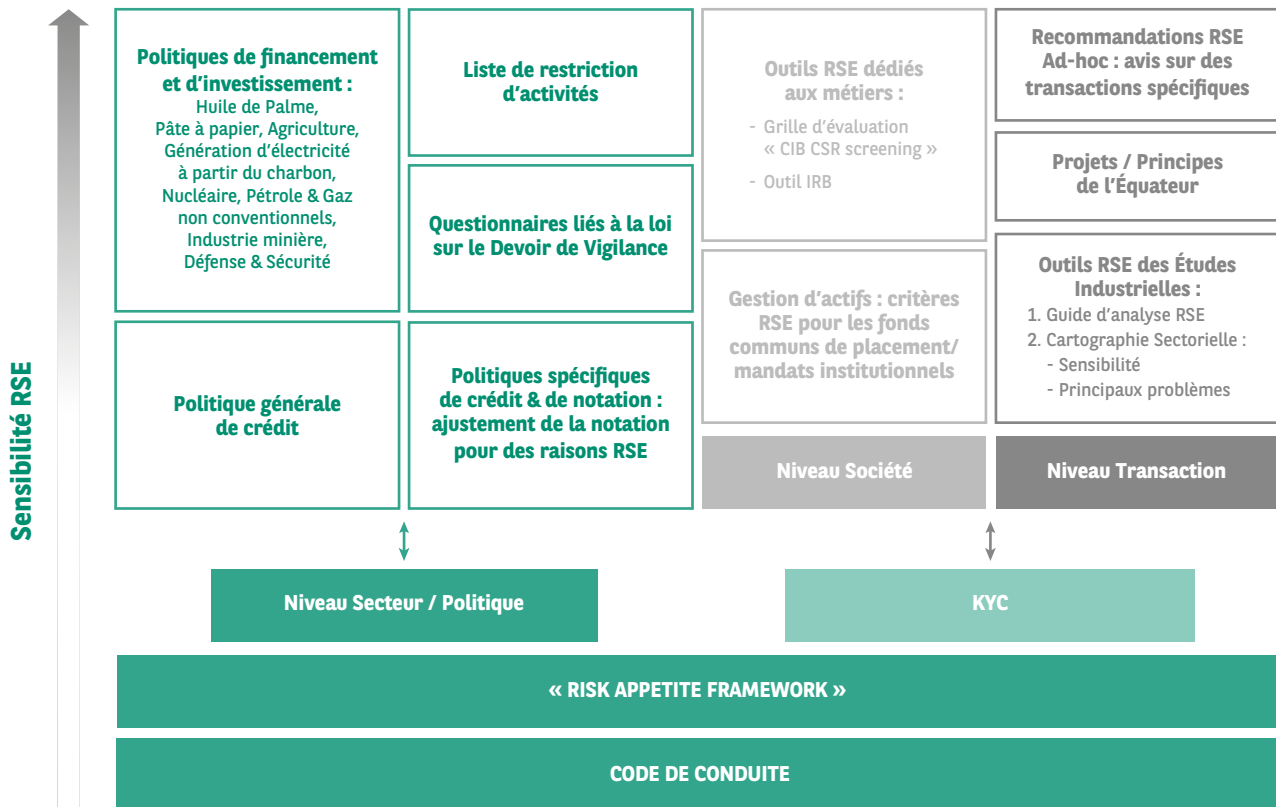 Sensibilité RSE
Politiques de financement
et d’investissement :
Huile de Palme,
Pâte à papier, Agriculture,
Génération d’électricité
à partir du charbon,
Nucléaire, Pétrole & Gaz
non conventionnels,
Industrie minière,
Défense & Sécurité
Politique générale
de crédit
Liste de restriction
d’activités
Questionnaires liés à la loi
sur le Devoir de Vigilance
Politiques spécifiques
de crédit & de notation :
ajustement de la notation
pour des raisons RSE
Outils RSE dédiés
aux métiers :
- Grille d’évaluation
« CIB CSR screening »
- Outil IRB
Gestion d’actifs : critères
RSE pour les fonds
communs de placement/
mandats institutionnels
Niveau Société
Recommandations RSE
Ad-hoc : avis sur des
transactions spécifiques
Projets / Principes
de l’Équateur
Outils RSE des Études
Industrielles :
1. Guide d’analyse RSE
2. Cartographie Sectorielle :
- Sensibilité
- Principaux problèmes
Niveau Transaction
Niveau Secteur / Politique
KYC
« RISK APPETITE FRAMEWORK »
CODE DE CONDUITE